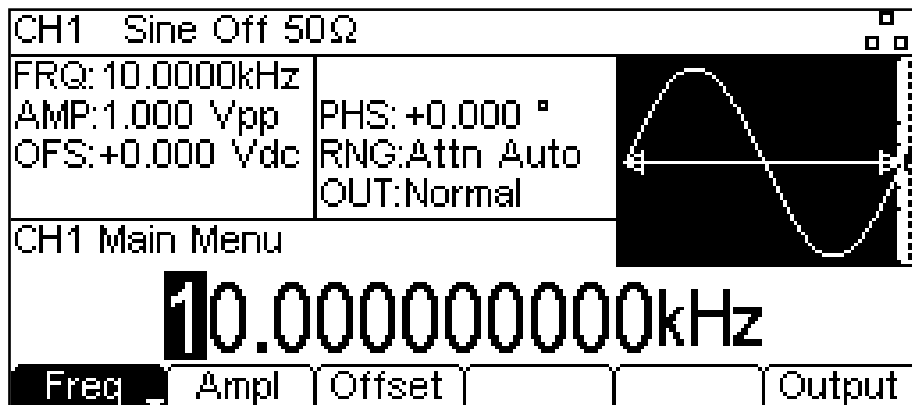 CH1 Sine Off 50Ω
FRQ:10.0000kHz
AMP:1.000 Vpp
OFS:+0.000 Vdc
PHS:+0.000 °
RNG:Attn Auto
OUT:Normal
CH1 Main Menu
10.000000000kHz
Freq Ampl Offset Output